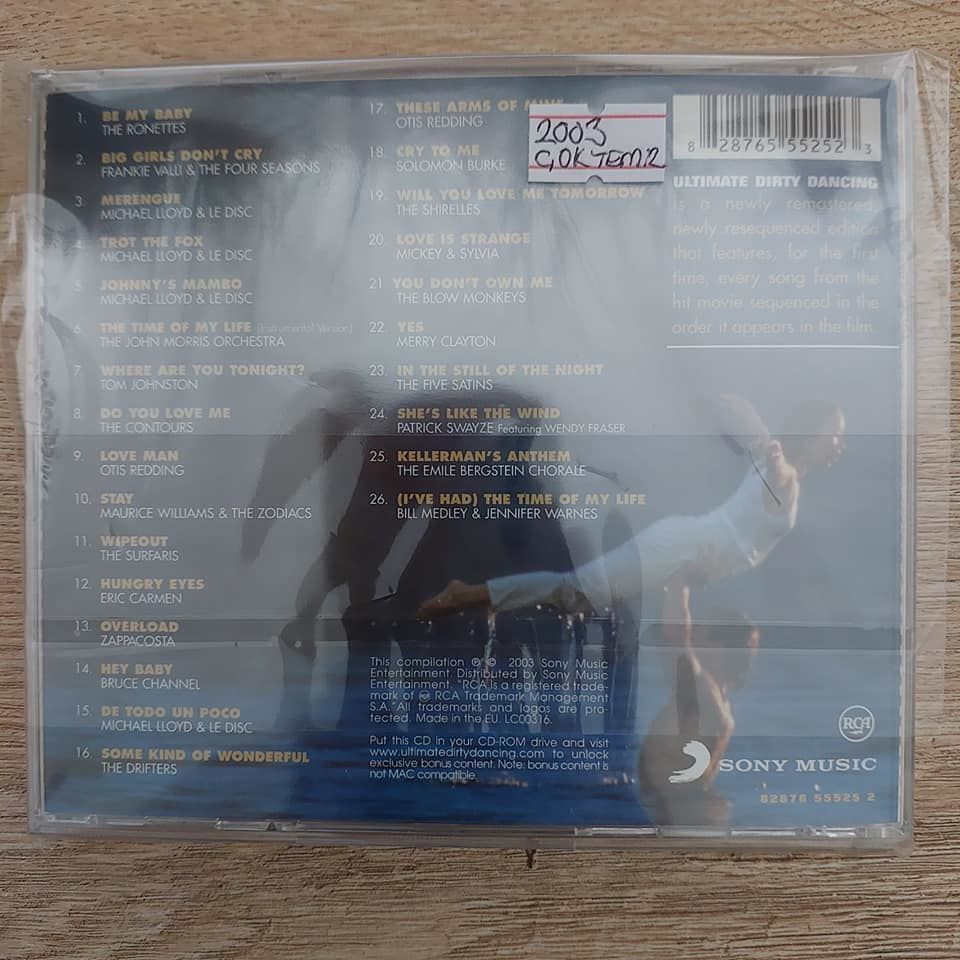 1. BE MY BABY
THE RONETTES
2. BIG GIRLS DON'T CRY
FRANKIE VALLI & THE FOUR SEASONS
3. MERENGUE
MICHAEL LLOYD & LE DISC
4. TROT THE FOX
MICHAEL LLOYD & LE DISC
5. JOHNNY'S MAMBO
MICHAEL LLOYD & LE DISC
6. THE TIME OF MY LIFE (Instrumental Version)
THE JOHN MORRIS ORCHESTRA
7. WHERE ARE YOU TONIGHT?
TOM JOHNSTON
8. DO YOU LOVE ME
THE CONTOURS
9. LOVE MAN
OTIS REDDING
10. STAY
MAURICE WILLIAMS & THE ZODIACS
11. WIPEOUT
THE SURFARIS
12. HUNGRY EYES
ERIC CARMEN
13. OVERLOAD
ZAPPACOSTA
14. HEY BABY
BRUCE CHANNEL
15. DE TODO UN POCO
MICHAEL LLOYD & LE DISC
16 SOME KIND OF WONDERFUL
THE DRIFTERS
17. THESE ARMS OF MINE
OTIS REDDING
18. CRY TO ME
SOLOMON BURKE
19. WILL YOU LOVE ME TOMORROW
THE SHIRELLES
20. LOVE IS STRANGE
MICKEY & SYLVIA
21 YOU DON'T OWN ME
THE BLOW MONKEYS
22. YES
MERRY CLAYTON
23. IN THE STILL OF THE NIGHT
THE FIVE SATINS
24. SHE'S LIKE THE WIND
PATRICK SWAYZE Featuring WENDY FRASER
25. KELLERMAN'S ANTHEM
THE EMILE BERGSTEIN CHORALE
26. (I'VE HAD) THE TIME OF MY LIFE
BILL MEDLEY & JENNIFER WARNES
2003
8 28765 55252 3
ULTIMATE DIRTY DANCING
is a newly remastered,
newly resequenced edition
that features, for the first
time, every song from the
hit movie sequenced in the
order it appears in the film.
This compilation ℗ © 2003 Sony Music
Entertainment. Distributed by Sony Music
Entertainment. "RCA is a registered trade-
mark of RCA Trademark Management
S.A." All trademarks and logos are pro-
tected. Made in the EU. LC00316.
Put this CD in your CD-ROM drive and visit
www.ultimatedirtydancing.com to unlock
exclusive bonus content. Note: bonus content is
not MAC compatible.
RCA
SONY MUSIC
82876 55525 2